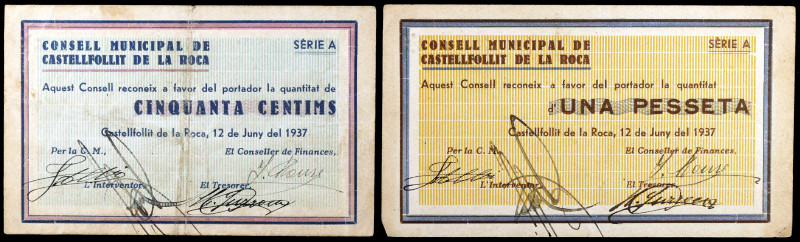 CONSELL MUNICIPAL DE
CASTELLFOLLIT DE LA ROCA
SÈRIE A
Aquest Consell reconeix a favor del portador la quantitat de
CINQUANTA CENTIMS
Castellfollit de la Roca, 12 de Juny del 1937
Per la C. M., El Conseller de Finances,
L'Interventor, El Tresorer,
CONSELL MUNICIPAL DE
CASTELLFOLLIT DE LA ROCA
SÈRIE A
Aquest Consell reconeix a favor del portador la quantitat
d'UNA PESSETA
Castellfollit de la Roca, 12 de Juny del 1937
Per la C. M., El Conseller de Finances,
L'Interventor, El Tresorer,